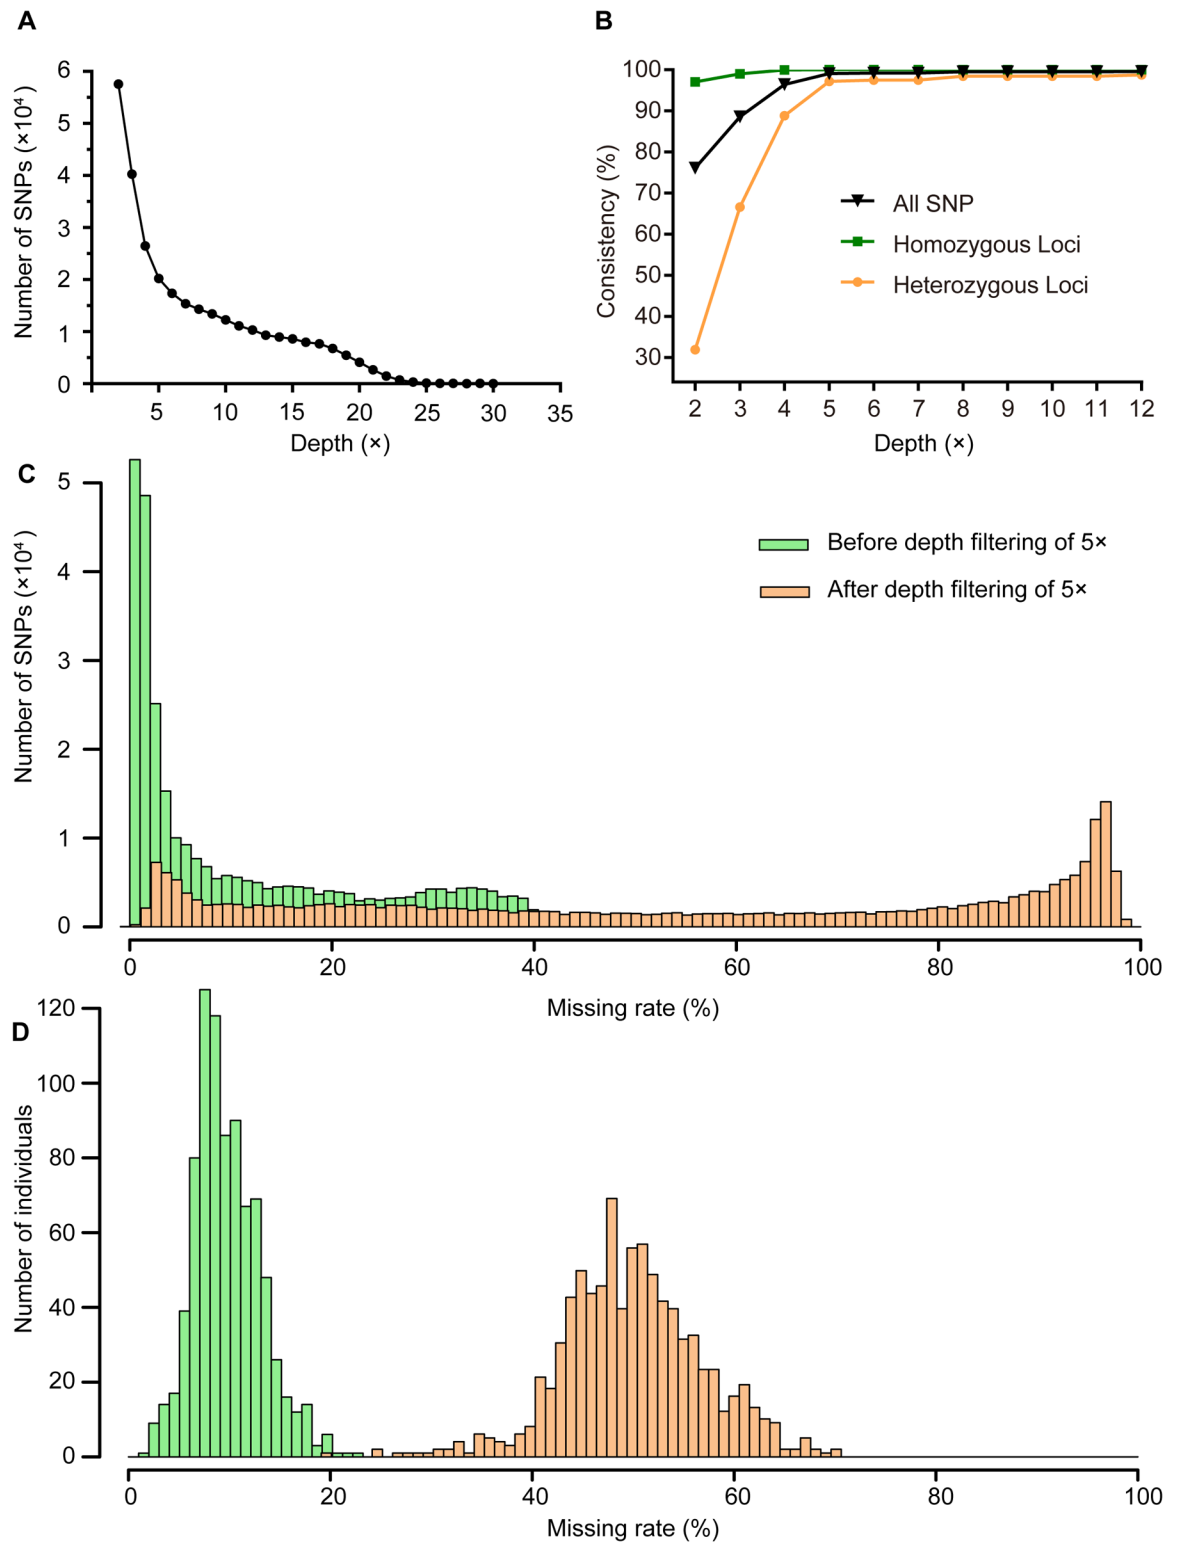 A
Number of SNPs (×10⁴)
6
5
4
3
2
1
0
5 10 15 20 25 30 35
Depth (×)
B
Consistency (%)
100
90
80
70
60
50
40
30
All SNP
Homozygous Loci
Heterozygous Loci
2 3 4 5 6 7 8 9 10 11 12
Depth (×)
C
Number of SNPs (×10⁴)
5
4
3
2
1
0
Before depth filtering of 5×
After depth filtering of 5×
0 20 40 60 80 100
Missing rate (%)
D
Number of individuals
120
100
80
60
40
20
0
0 20 40 60 80 100
Missing rate (%)